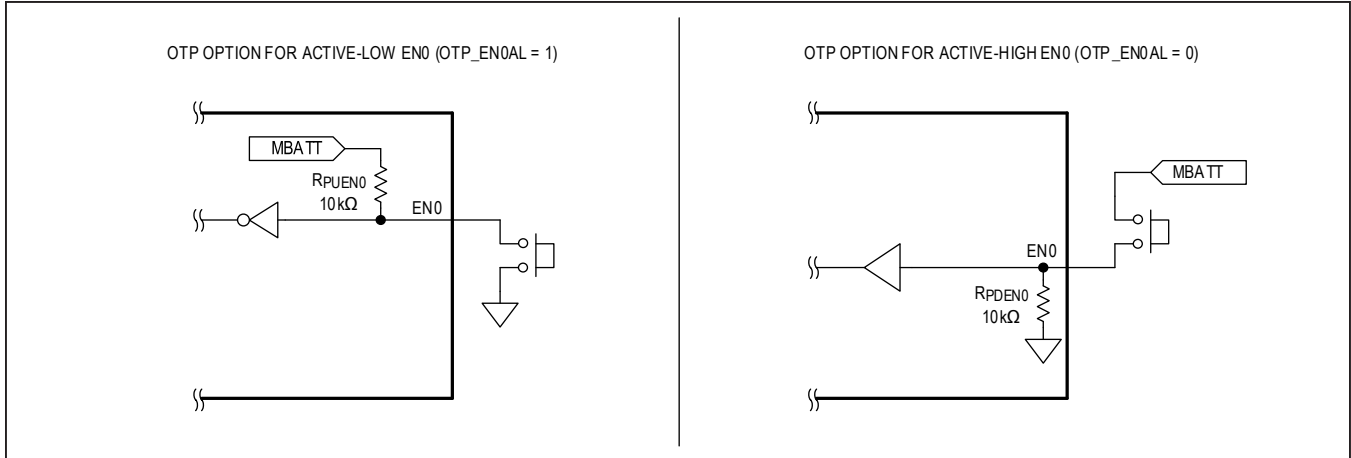 OTP OPTION FOR ACTIVE-LOW EN0 (OTP_EN0AL = 1)
MBATT
RPUEN0
10kΩ
EN0
OTP OPTION FOR ACTIVE-HIGH EN0 (OTP_EN0AL = 0)
MBATT
EN0
RPDEN0
10kΩ